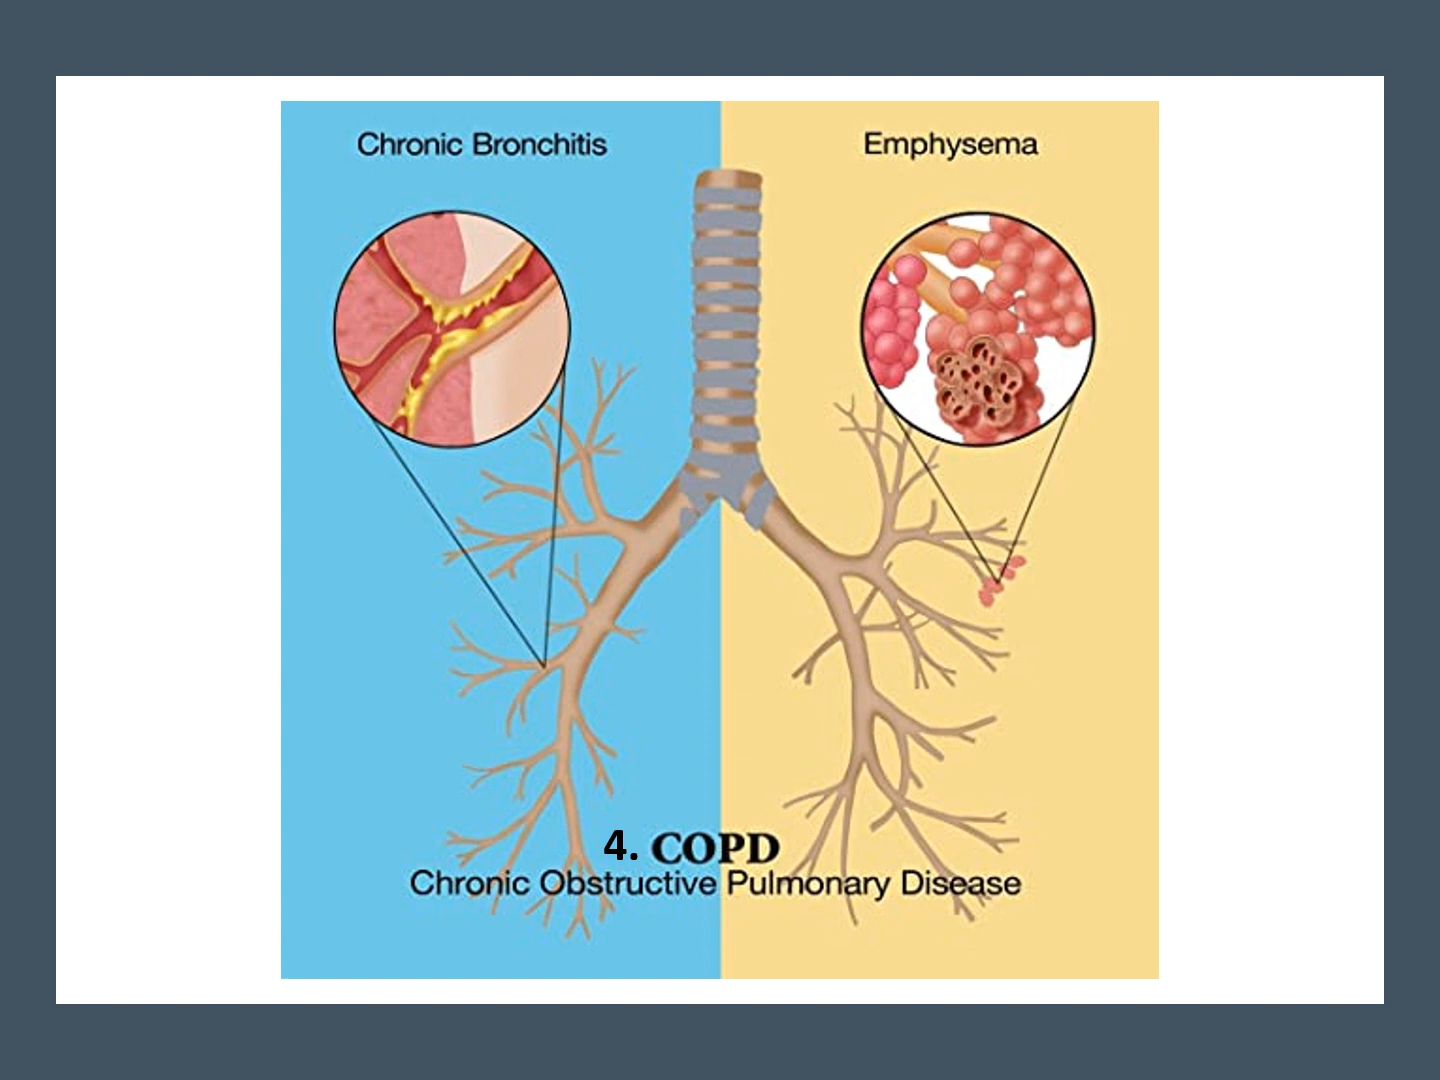 Chronic Bronchitis
Emphysema
4. COPD
Chronic Obstructive Pulmonary Disease